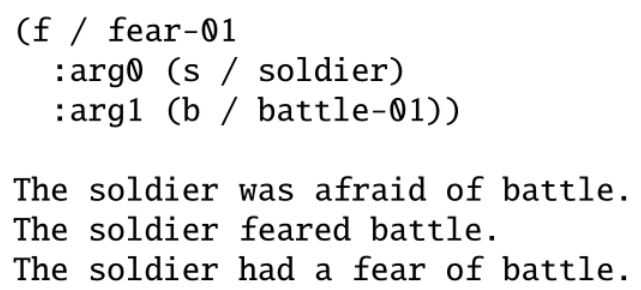 (f / fear-01
  :arg0 (s / soldier)
  :arg1 (b / battle-01))
The soldier was afraid of battle.
The soldier feared battle.
The soldier had a fear of battle.